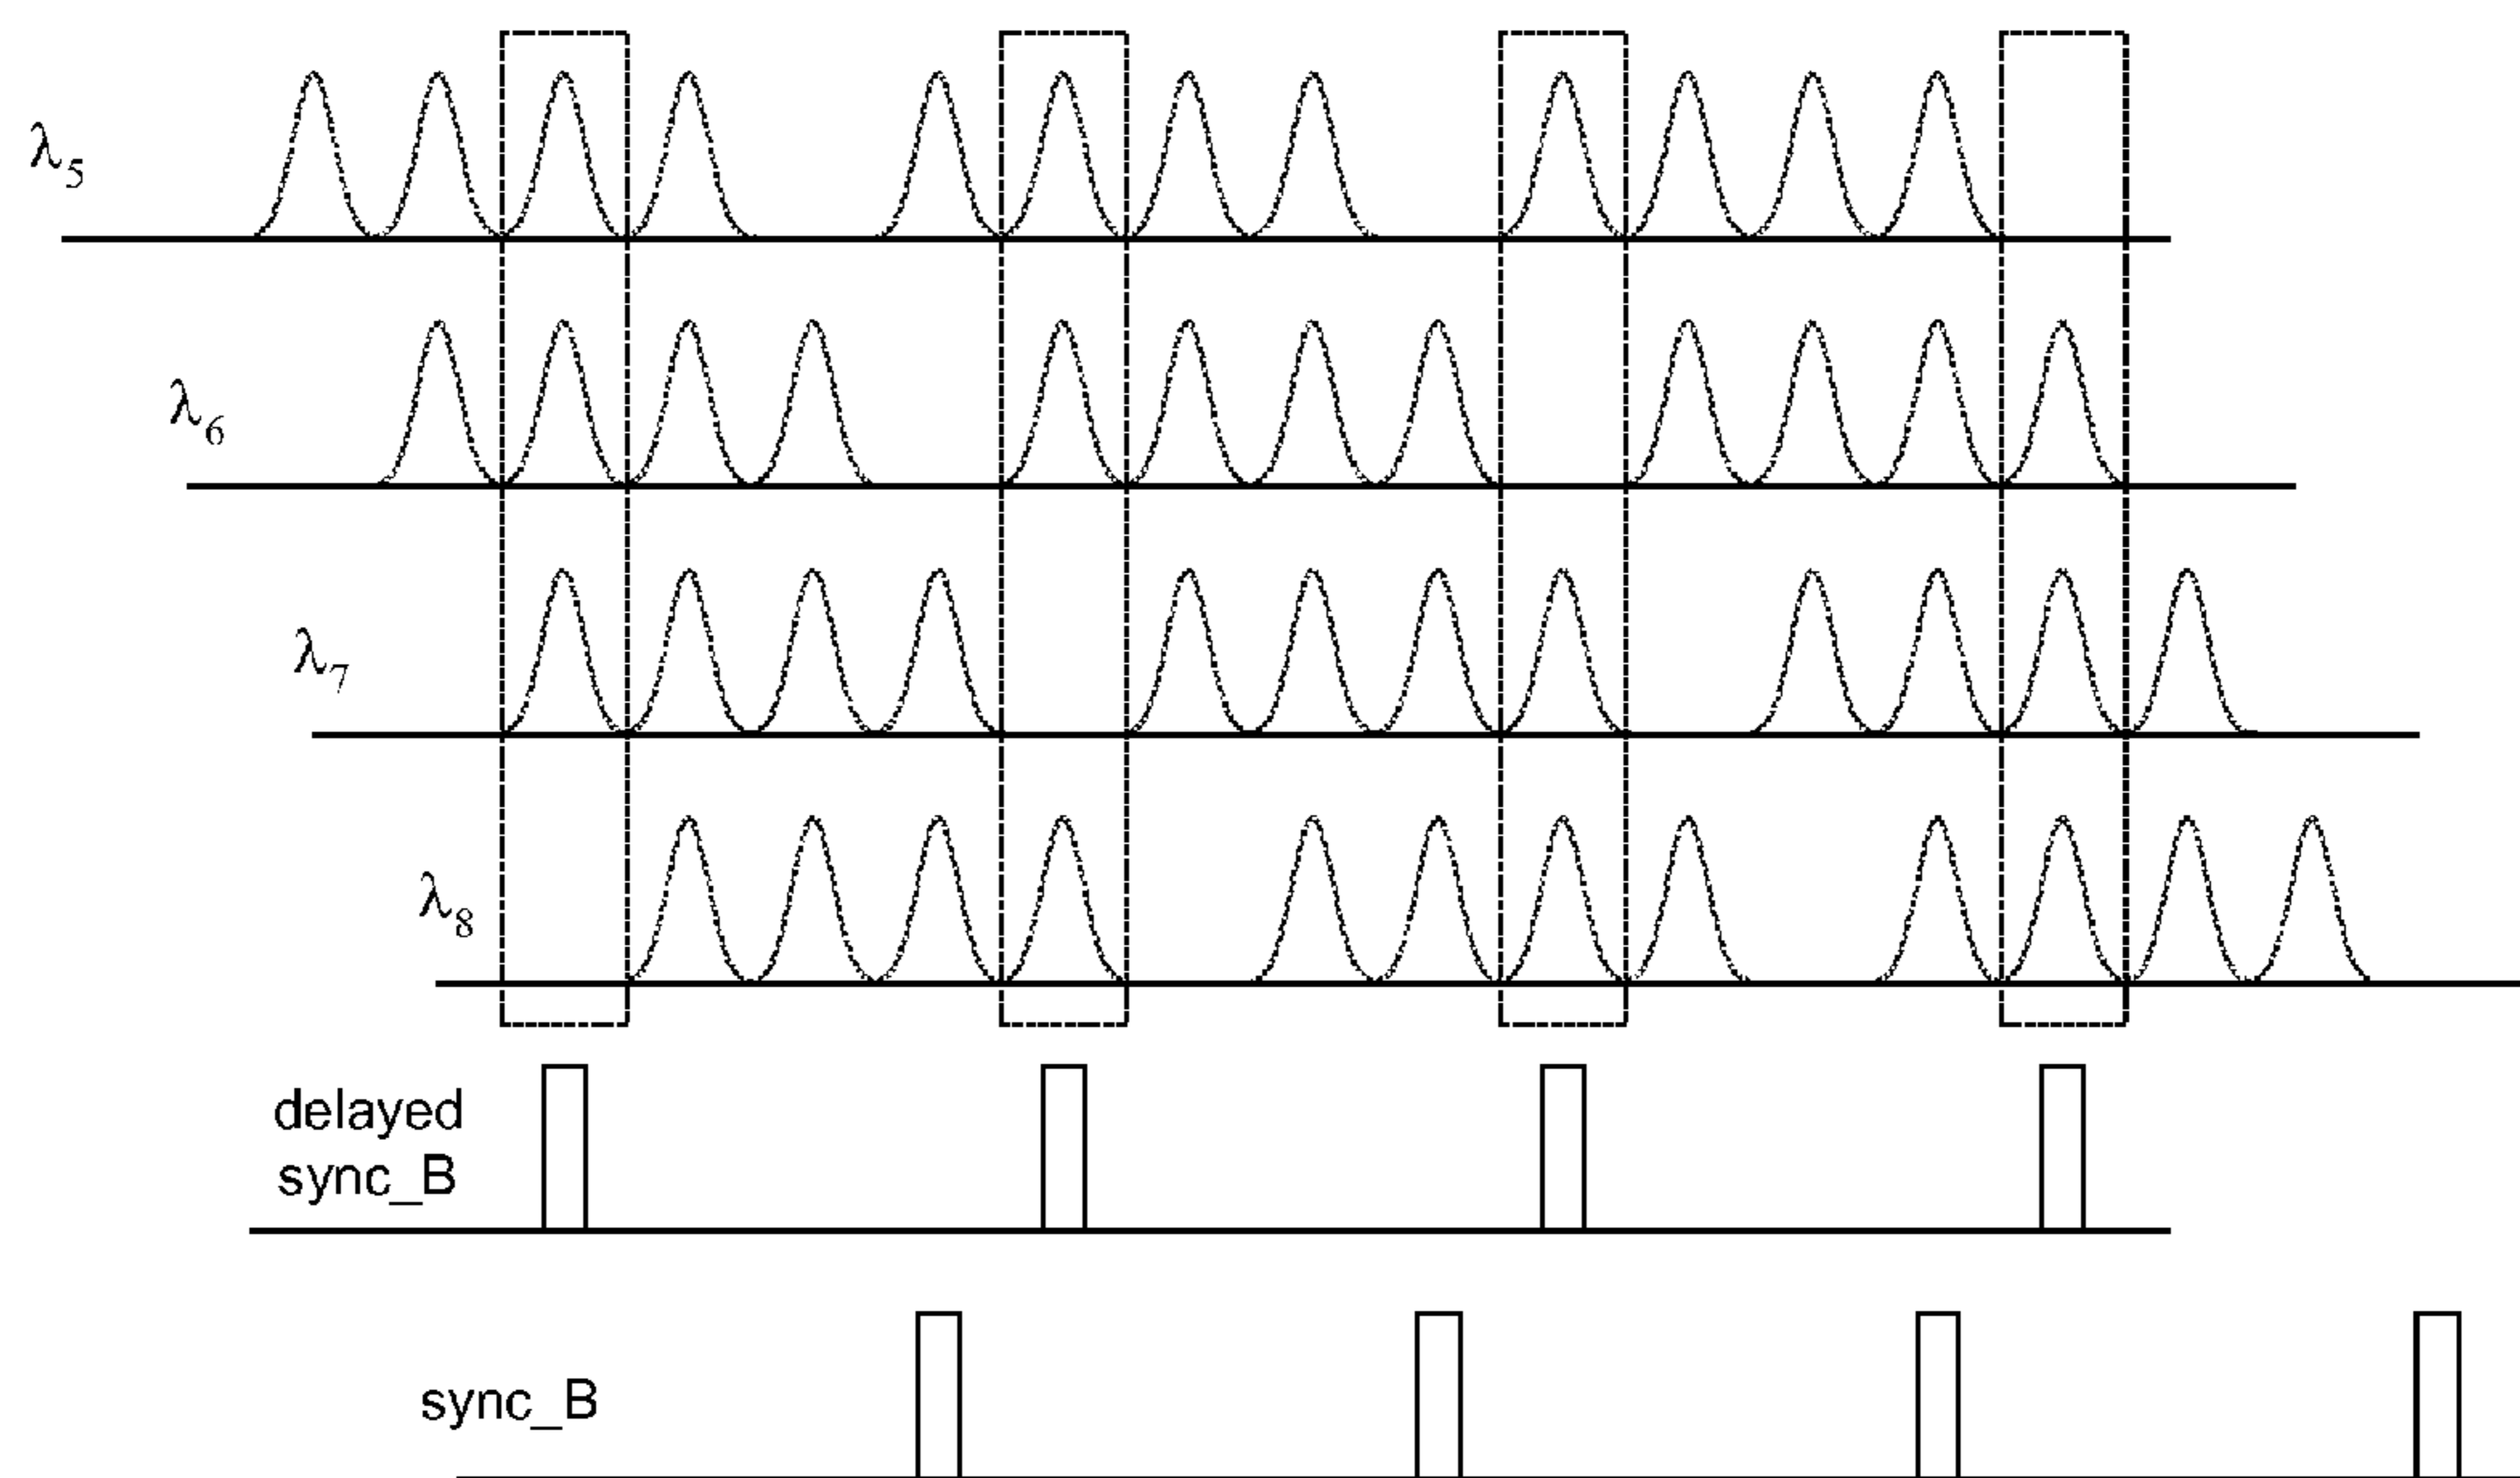 λ5
λ6
λ7
λ8
delayed
sync_B
sync_B